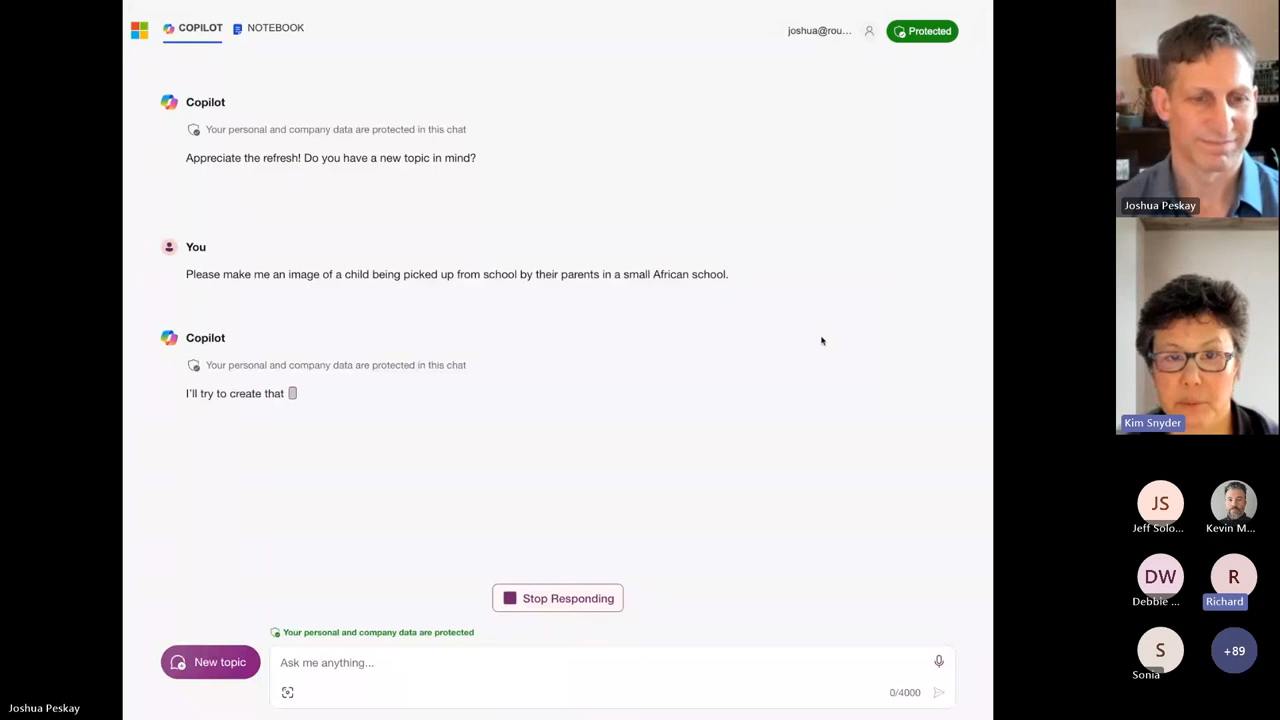 COPILOT
NOTEBOOK
joshua@rou...
Protected
Copilot
Your personal and company data are protected in this chat
Appreciate the refresh! Do you have a new topic in mind?
You
Please make me an image of a child being picked up from school by their parents in a small African school.
Copilot
Your personal and company data are protected in this chat
I'll try to create that
Stop Responding
Your personal and company data are protected
New topic
Ask me anything...
0/4000
Joshua Peskay
Joshua Peskay
Kim Snyder
JS
Jeff Solo...
Kevin M...
DW
R
Debbie ...
Richard
S
+89
Sonia